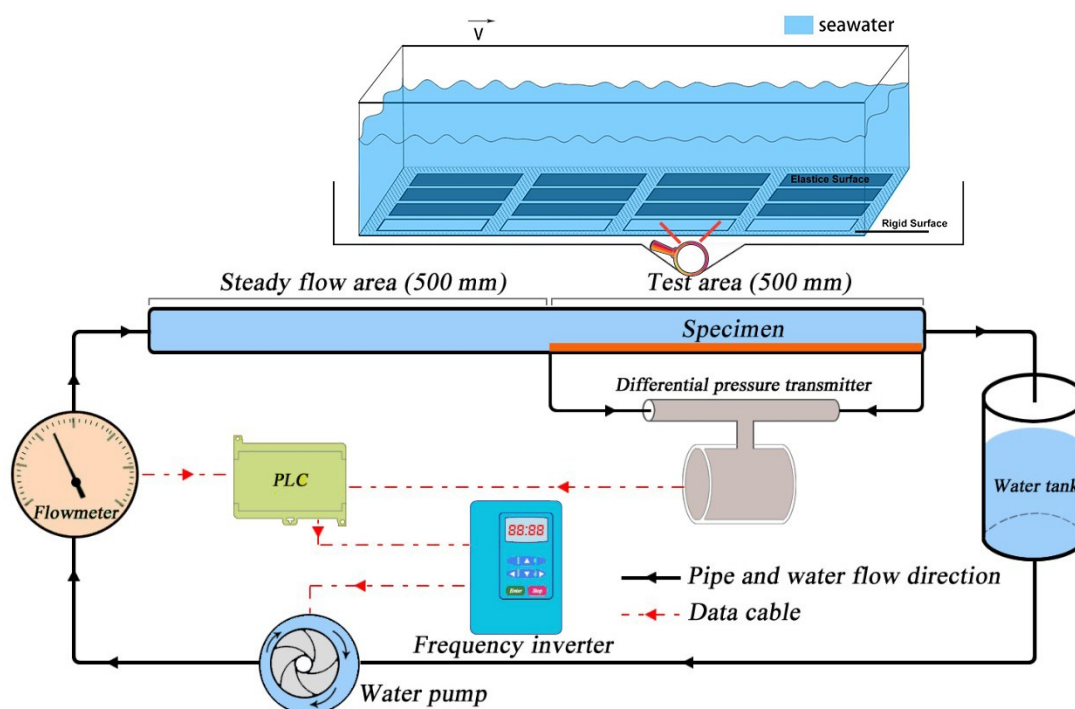 V
seawater
Elastice Surface
Rigid Surface
Steady flow area (500 mm)
Test area (500 mm)
Specimen
Differential pressure transmitter
Flowmeter
PLC
88:88
Enter
Stop
Water tank
Pipe and water flow direction
Data cable
Frequency inverter
Water pump